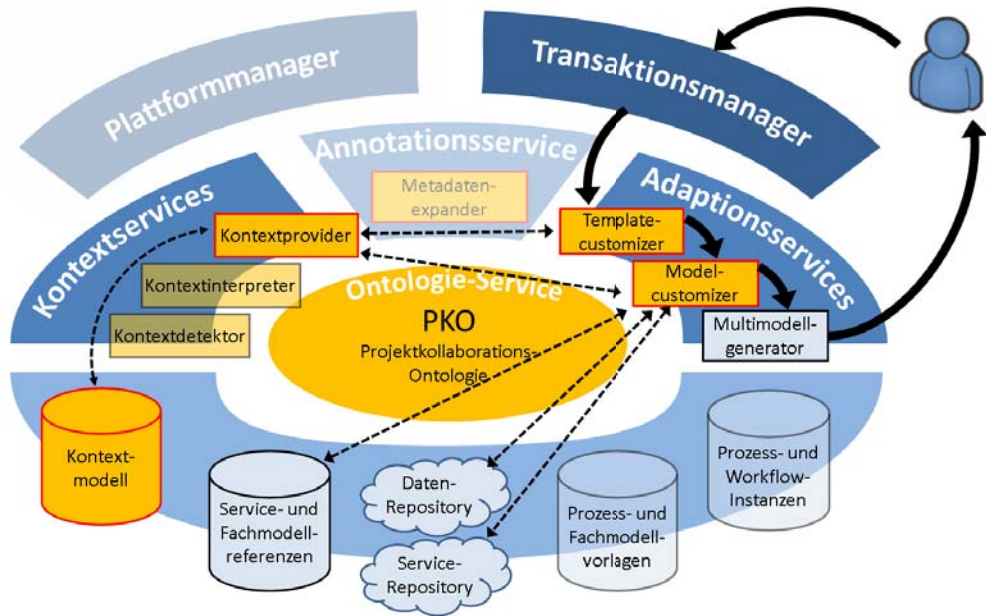 Plattformmanager
Transaktionsmanager
Annotationsservice
Metadaten-
expander
Kontextservices
Adaptionsservices
Kontextprovider
Template-
customizer
Kontextinterpreter
Model-
customizer
Kontextdetektor
Multimodell-
generator
Ontologie-Service
PKO
Projektkollaborations-
Ontologie
Kontext-
modell
Service- und
Fachmodell-
referenzen
Daten-
Repository
Service-
Repository
Prozess- und
Fachmodell-
vorlagen
Prozess- und
Workflow-
Instanzen